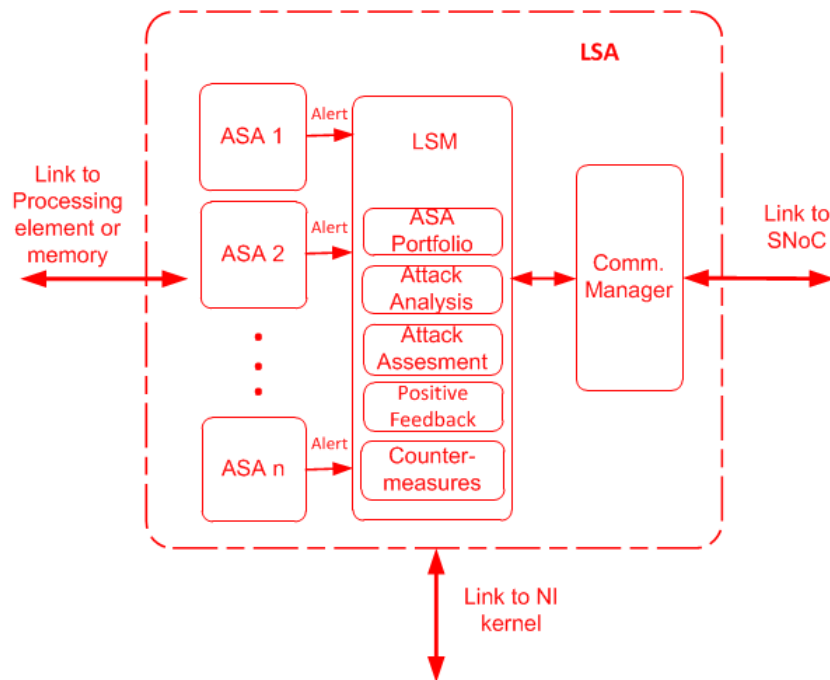 LSA
ASA 1
Alert
LSM
Link to
Processing
element or
memory
ASA 2
Alert
ASA
Portfolio
Attack
Analysis
Attack
Assesment
Positive
Feedback
Counter-
measures
Comm.
Manager
Link to
SNoC
ASA n
Alert
Link to NI
kernel